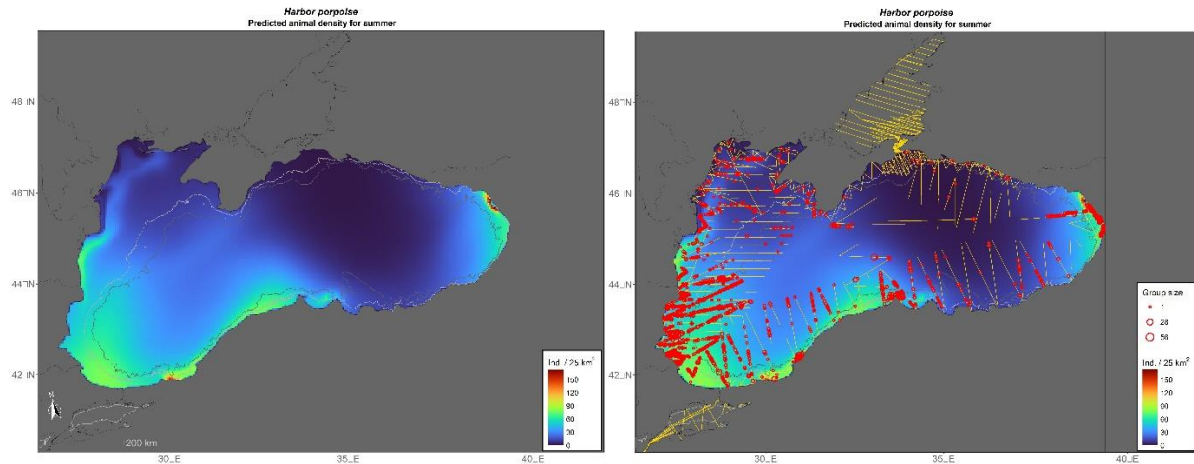 Harbor porpoise
Predicted animal density for summer
48°N
46°N
44°N
42°N
30°E
35°E
40°E
200 km
Ind. / 25 km²
150
120
90
60
30
0
Harbor porpoise
Predicted animal density for summer
48°N
46°N
44°N
42°N
30°E
35°E
40°E
Group size
1
28
56
Ind. / 25 km²
150
120
90
60
30
0